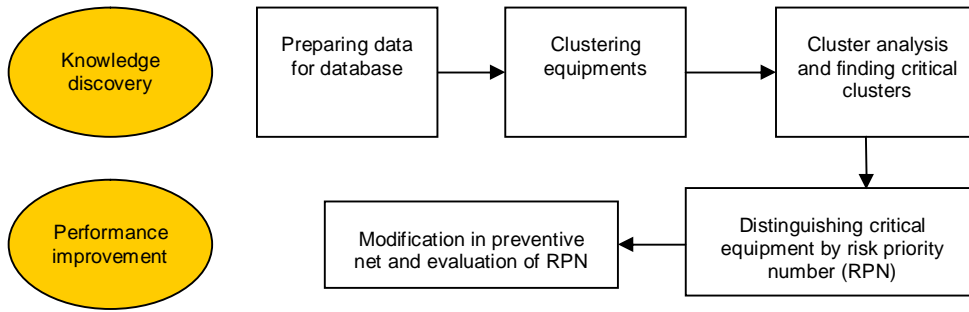 Knowledge
discovery
Preparing data
for database
Clustering
equipments
Cluster analysis
and finding critical
clusters
Performance
improvement
Modification in preventive
net and evaluation of RPN
Distinguishing critical
equipment by risk priority
number (RPN)